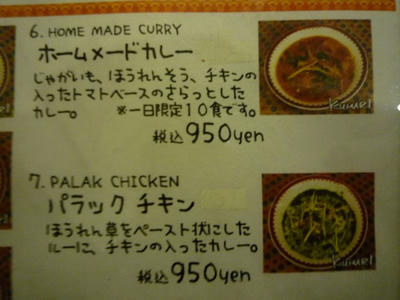 6. HOME MADE CURRY
ホームメードカレー
じゃがいも、ほうれんそう、チキンの
入ったトマトベースのさらっとした
カレー。 ※一日限定10食です。
税込 950yen
7. PALAK CHICKEN
パラック チキン
ほうれん草をペースト状にした
ルーに、チキンの入ったカレー。
税込 950yen